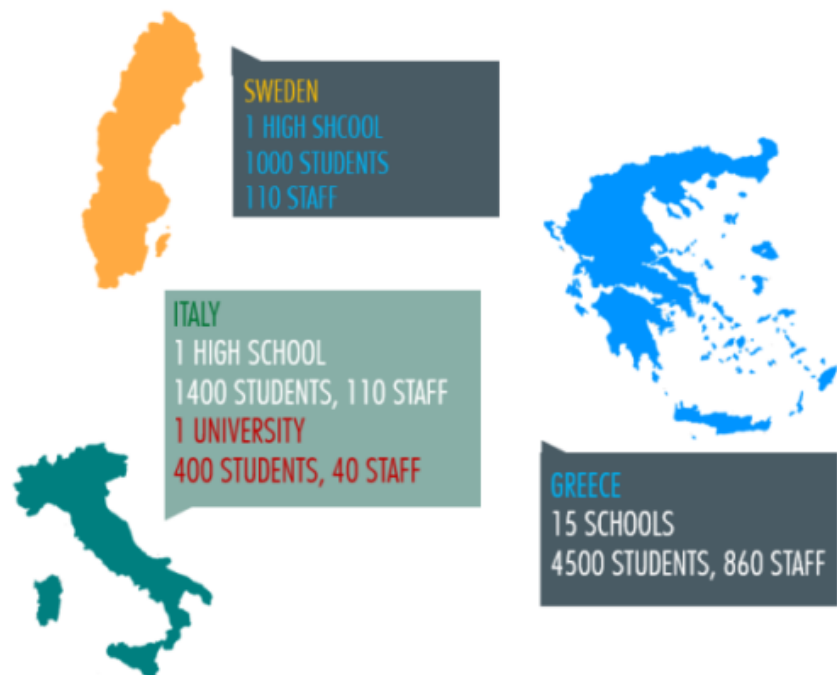 SWEDEN
1 HIGH SHCOOL
1000 STUDENTS
110 STAFF
ITALY
1 HIGH SCHOOL
1400 STUDENTS, 110 STAFF
1 UNIVERSITY
400 STUDENTS, 40 STAFF
GREECE
15 SCHOOLS
4500 STUDENTS, 860 STAFF